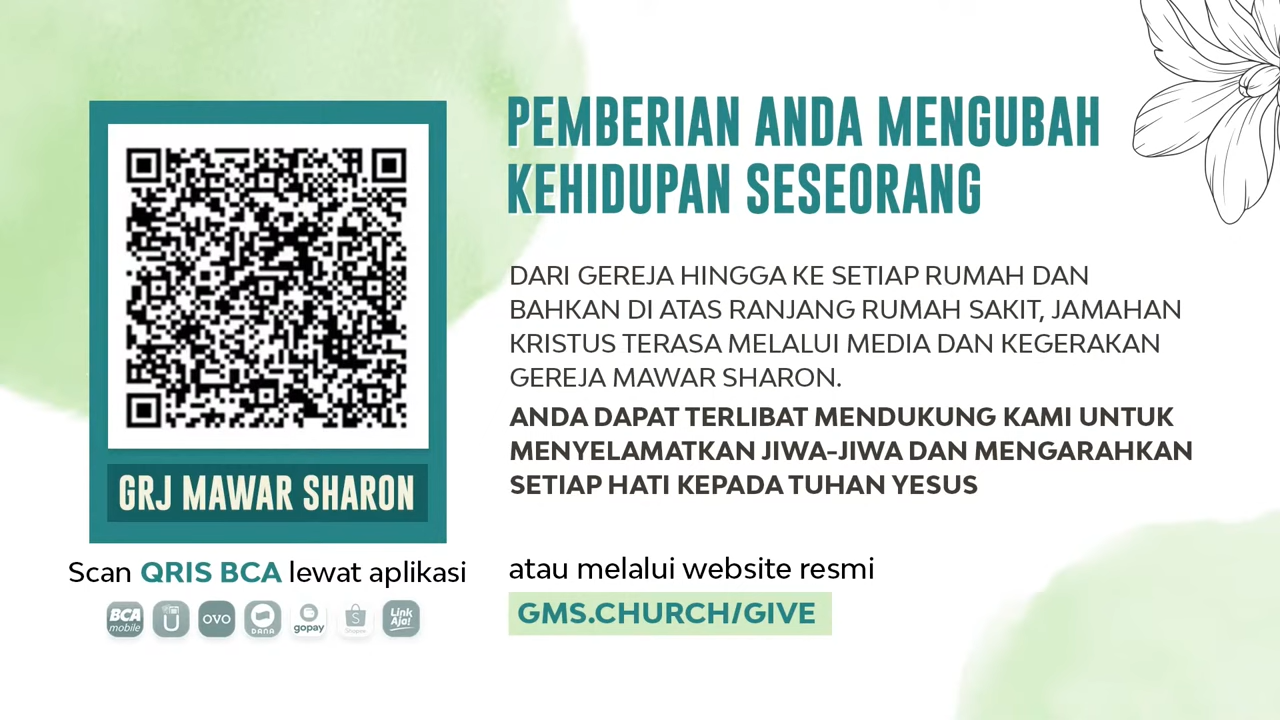 PEMBERIAN ANDA MENGUBAH
KEHIDUPAN SESEORANG
DARI GEREJA HINGGA KE SETIAP RUMAH DAN
BAHKAN DI ATAS RANJANG RUMAH SAKIT, JAMAHAN
KRISTUS TERASA MELALUI MEDIA DAN KEGERAKAN
GEREJA MAWAR SHARON.
ANDA DAPAT TERLIBAT MENDUKUNG KAMI UNTUK
MENYELAMATKAN JIWA-JIWA DAN MENGARAHKAN
SETIAP HATI KEPADA TUHAN YESUS
GRJ MAWAR SHARON
Scan QRIS BCA lewat aplikasi
BCA mobile
U
OVO
DANA
gopay
S
Shopee
Link Aja!
atau melalui website resmi
GMS.CHURCH/GIVE